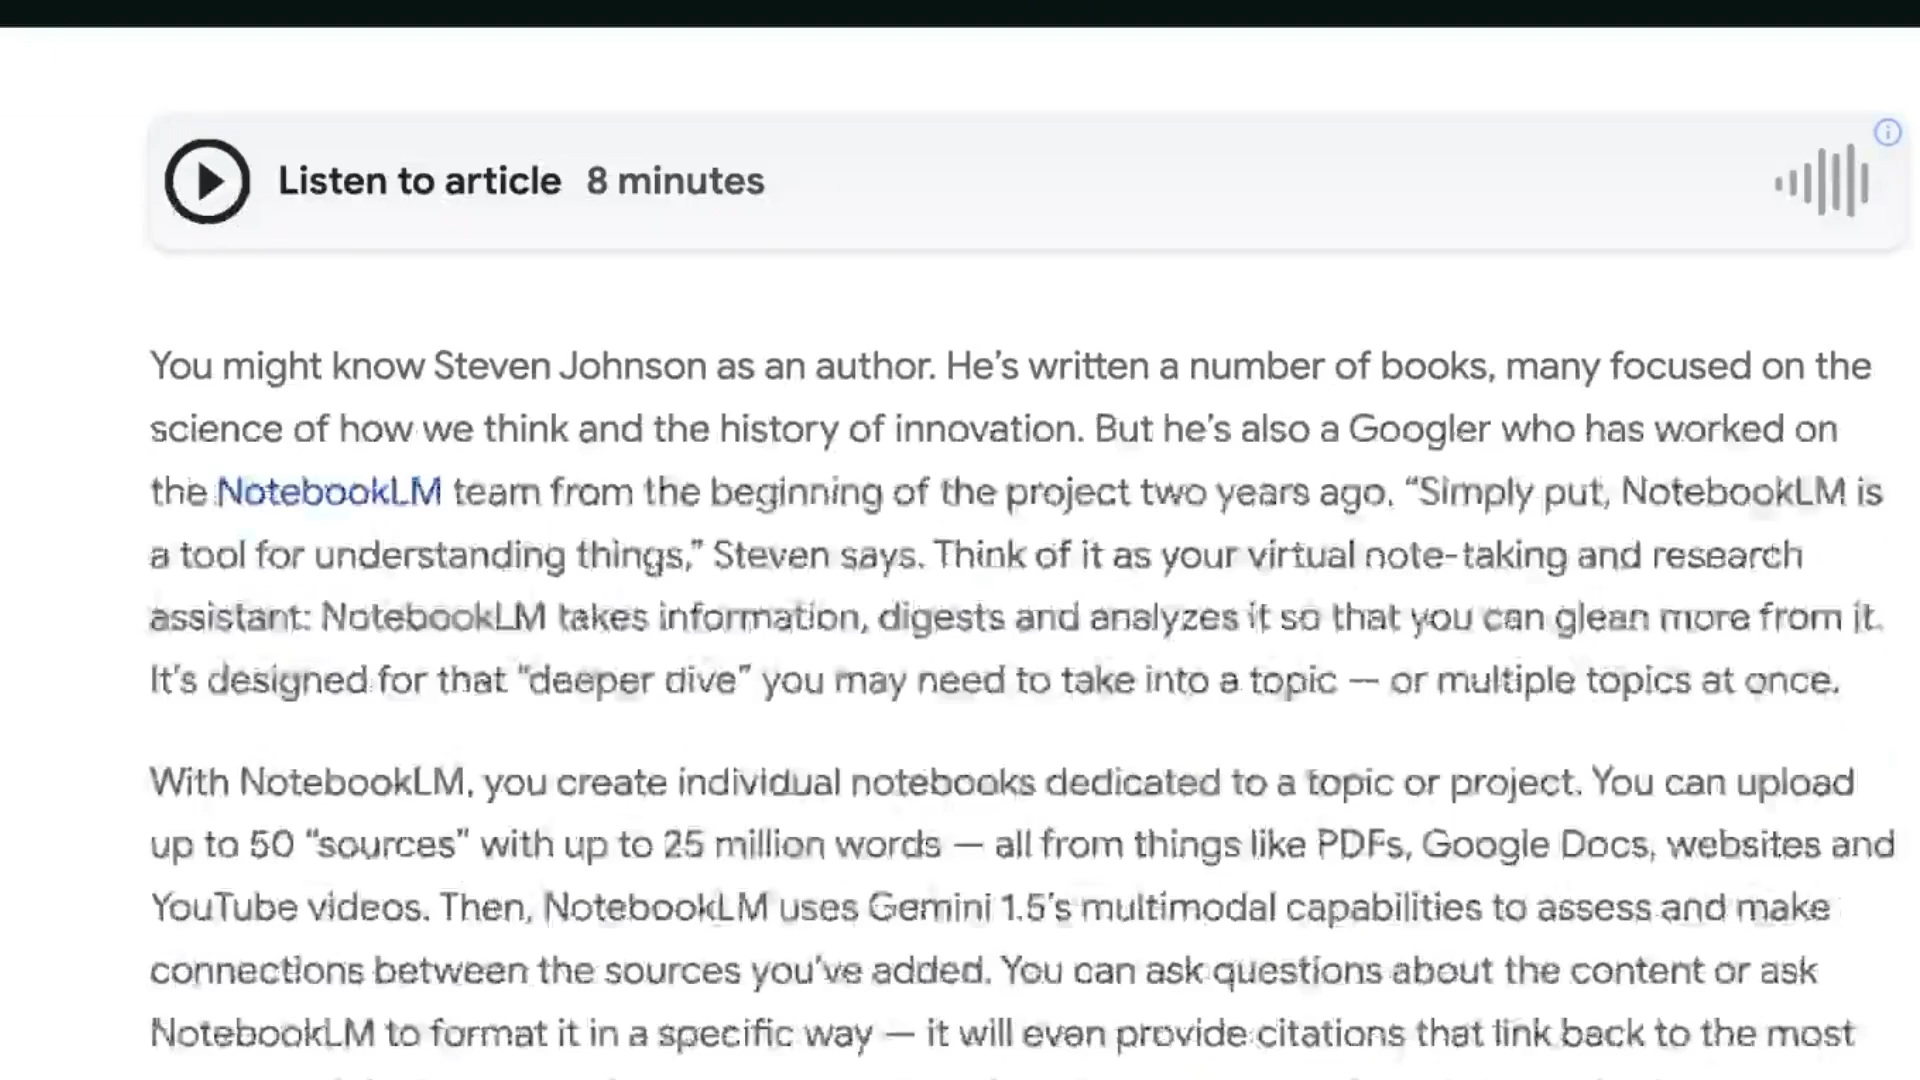 Listen to article 8 minutes
You might know Steven Johnson as an author. He's written a number of books, many focused on the
science of how we think and the history of innovation. But he's also a Googler who has worked on
the NotebookLM team from the beginning of the project two years ago. “Simply put, NotebookLM is
a tool for understanding things,” Steven says. Think of it as your virtual note-taking and research
assistant: NotebookLM takes information, digests and analyzes it so that you can glean more from it.
It's designed for that “deeper dive” you may need to take into a topic — or multiple topics at once.
With NotebookLM, you create individual notebooks dedicated to a topic or project. You can upload
up to 50 “sources” with up to 25 million words — all from things like PDFs, Google Docs, websites and
YouTube videos. Then, NotebookLM uses Gemini 1.5's multimodal capabilities to assess and make
connections between the sources you've added. You can ask questions about the content or ask
NotebookLM to format it in a specific way — it will even provide citations that link back to the most